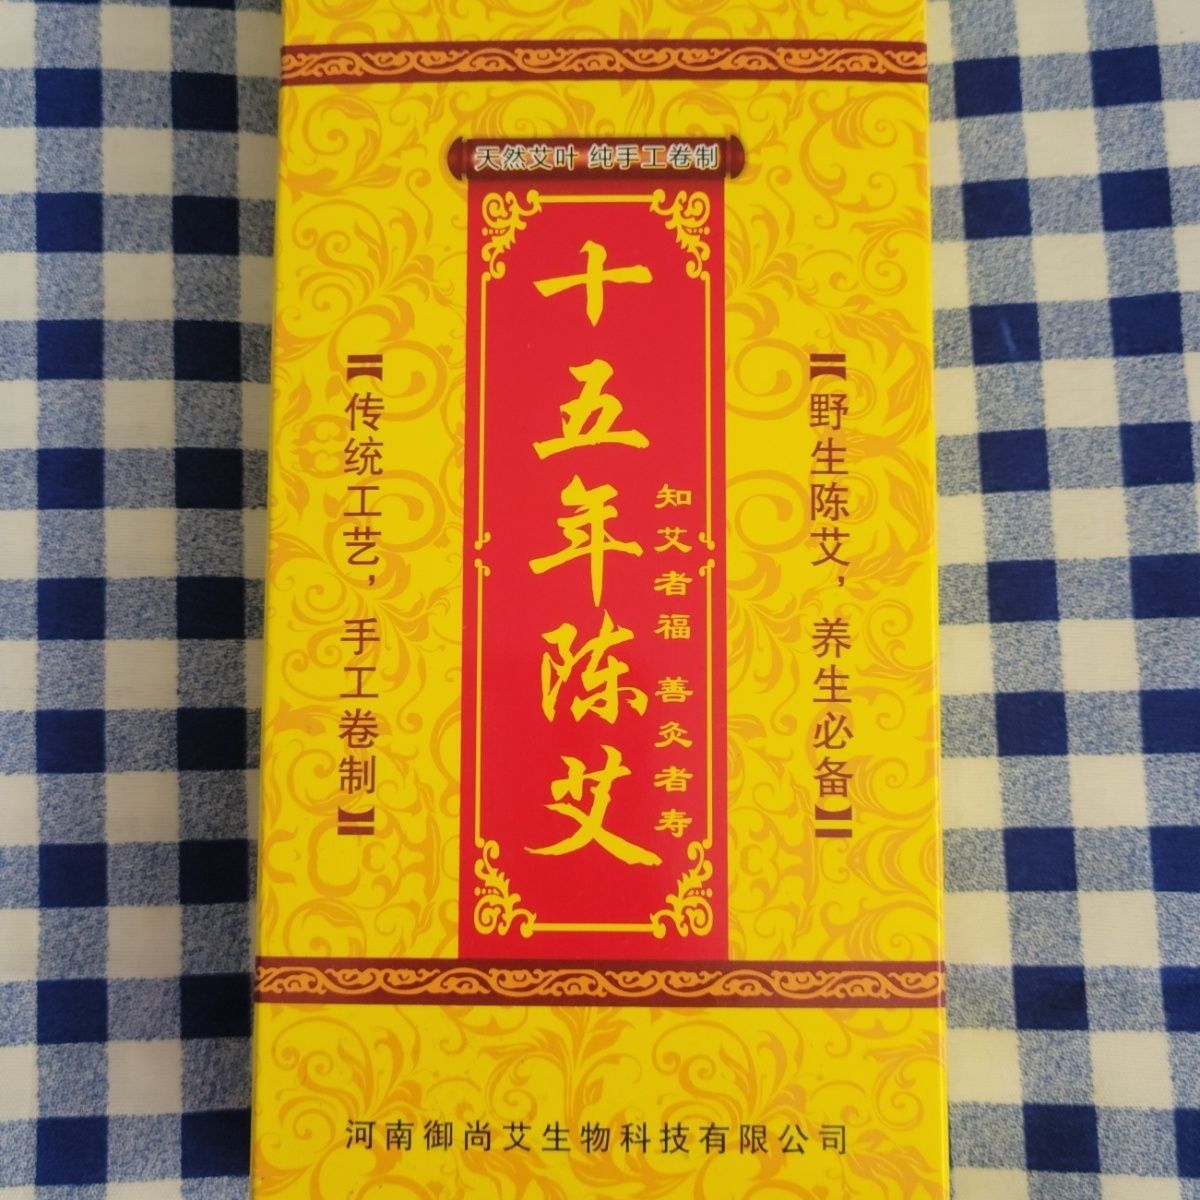 天然艾叶 纯手工卷制
十五年陈艾
知艾者福 善灸者寿
【野生陈艾，养生必备】
【传统工艺，手工卷制】
河南御尚艾生物科技有限公司